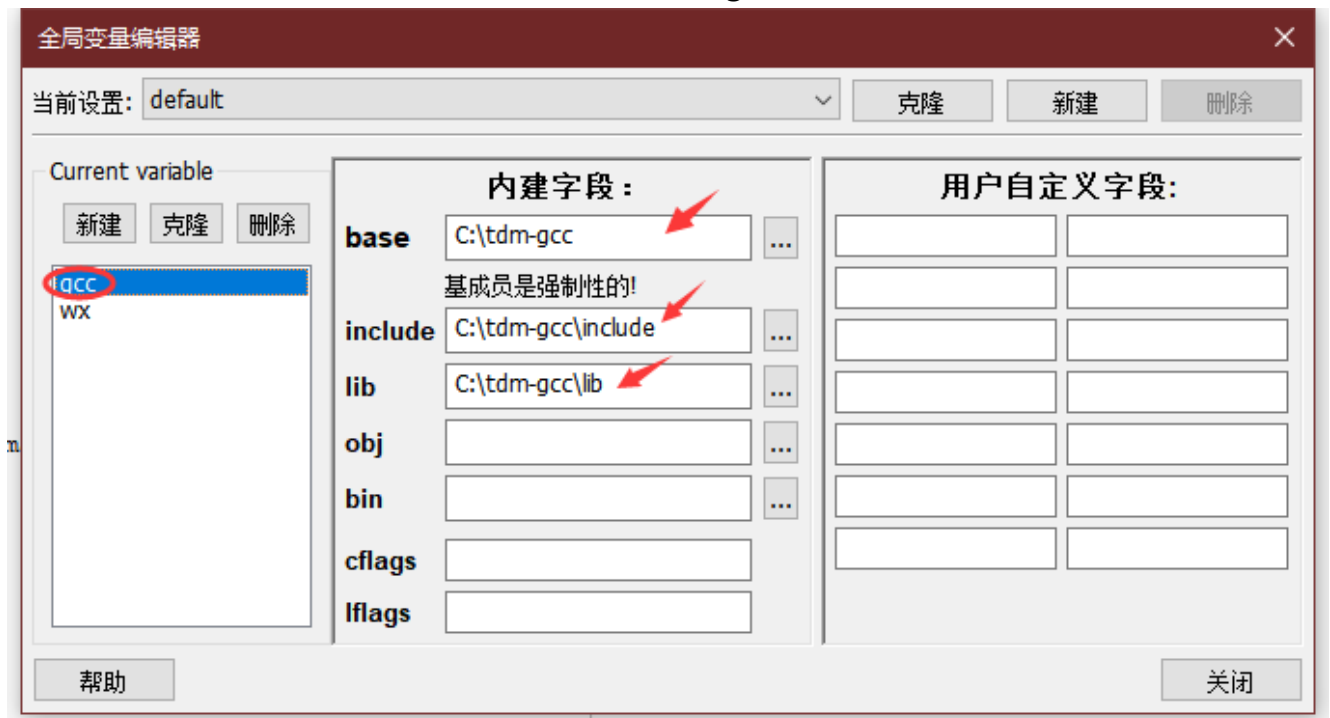 全局变量编辑器
当前设置: default 克隆 新建 删除
Current variable
新建 克隆 删除
gcc
wx
内建字段:
base C:\tdm-gcc ...
基成员是强制性的!
include C:\tdm-gcc\include ...
lib C:\tdm-gcc\lib ...
obj ...
bin ...
cflags
lflags
用户自定义字段:
帮助 关闭